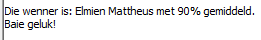 Die wenner is: Elmien Mattheus met 90% gemiddeld.
Baie geluk!